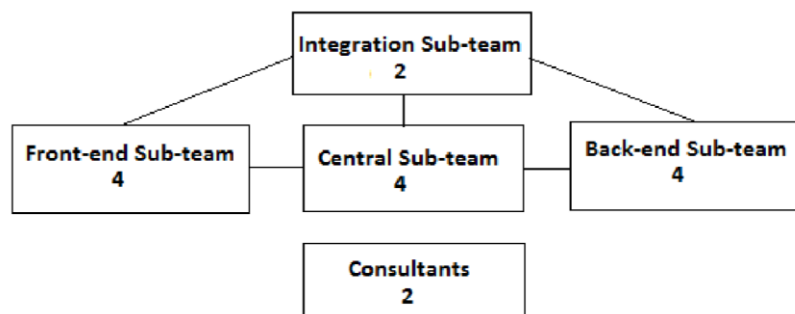 Integration Sub-team
2
Front-end Sub-team
4
Central Sub-team
4
Back-end Sub-team
4
Consultants
2